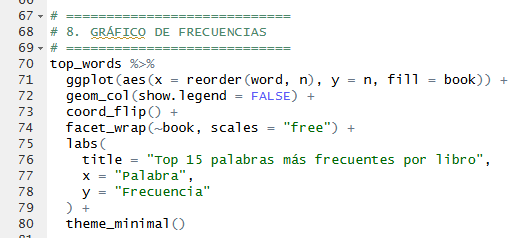 67 # =============================
68 # 8. GRÁFICO DE FRECUENCIAS
69 # =============================
70 top_words %>%
71   ggplot(aes(x = reorder(word, n), y = n, fill = book)) +
72   geom_col(show.legend = FALSE) +
73   coord_flip() +
74   facet_wrap(~book, scales = "free") +
75   labs(
76     title = "Top 15 palabras más frecuentes por libro",
77     x = "Palabra",
78     y = "Frecuencia"
79   ) +
80   theme_minimal()